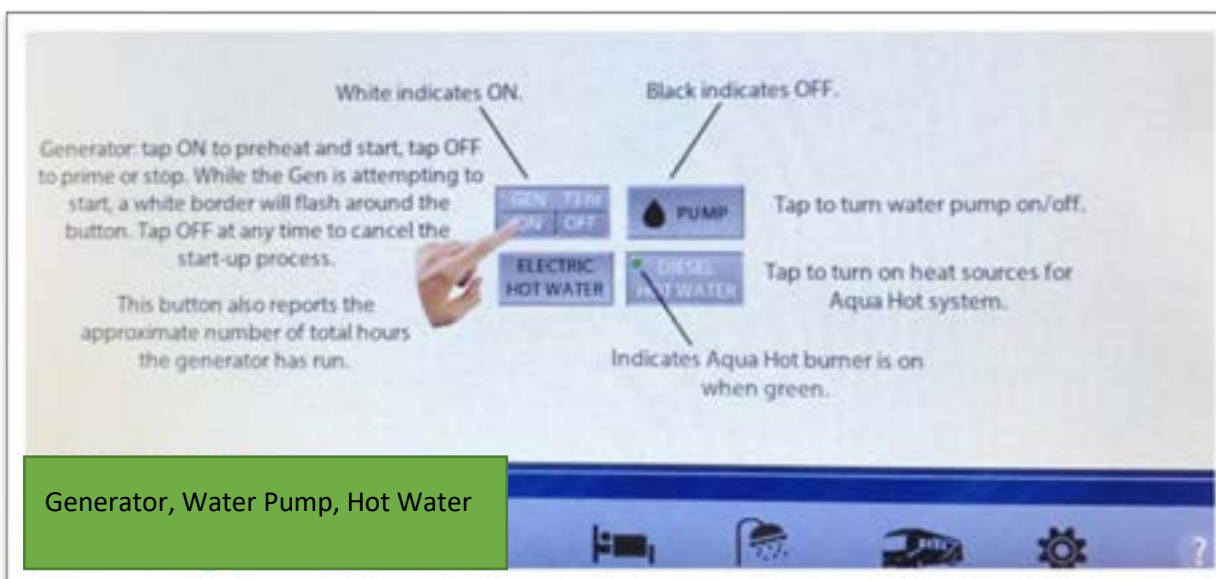 White indicates ON.
Black indicates OFF.
Generator: tap ON to preheat and start, tap OFF
to prime or stop. While the Gen is attempting to
start, a white border will flash around the
button. Tap OFF at any time to cancel the
start-up process.
This button also reports the
approximate number of total hours
the generator has run.
GEN
ON OFF
PUMP
Tap to turn water pump on/off.
ELECTRIC
HOT WATER
DIESEL
HOT WATER
Tap to turn on heat sources for
Aqua Hot system.
Indicates Aqua Hot burner is on
when green.
Generator, Water Pump, Hot Water
?